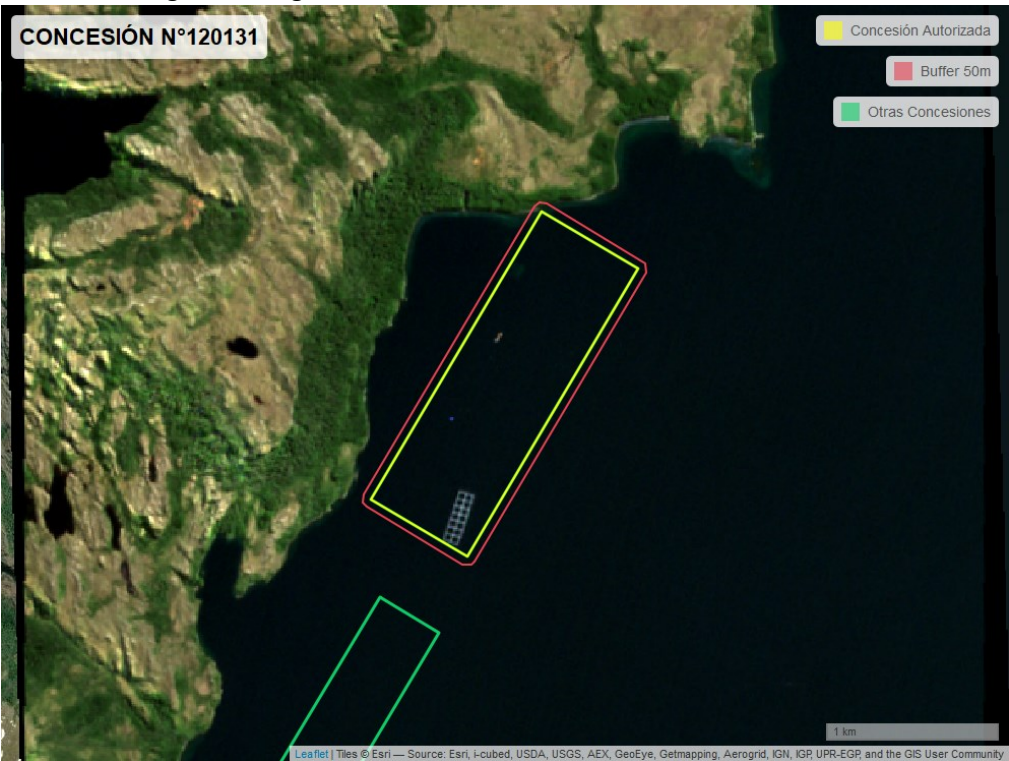 CONCESIÓN N°120131
Concesión Autorizada
Buffer 50m
Otras Concesiones
1 km
Leaflet | Tiles © Esri — Source: Esri, i-cubed, USDA, USGS, AEX, GeoEye, Getmapping, Aerogrid, IGN, IGP, UPR-EGP, and the GIS User Community